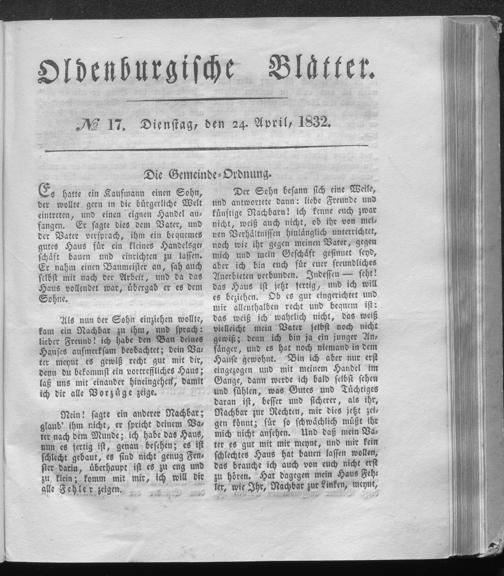 Oldenburgische Blätter.
№ 17. Dienstag, den 24. April, 1832.
Die Gemeinde-Ordnung.
Es hatte ein Kaufmann einen Sohn,
der wollte gern in die bürgerliche Welt
eintreten, und einen eignen Handel an-
fangen. Er sagte dies dem Vater, und
der Vater versprach, ihm ein bequemes
gutes Haus für ein kleines Handelsge-
schäft bauen und einrichten zu lassen.
Er nahm einen Baumeister an, sah auch
selbst mit nach der Arbeit, und da das
Haus vollendet war, übergab er es dem
Sohne.
Als nun der Sohn einziehen wollte,
kam ein Nachbar zu ihm, und sprach:
lieber Freund! ich habe den Bau deines
Hauses aufmerksam beobachtet; dein Va-
ter meynt es gewiß recht gut mit dir,
denn du bekommst ein vortreffliches Haus;
laß uns mit einander hineingehen, damit
ich dir alle Vorzüge zeige.
Nein! sagte ein anderer Nachbar;
glaub' ihm nicht, er spricht deinem Va-
ter nach dem Munde; ich habe das Haus,
nun es fertig ist, genau besehen; es ist
schlecht gebaut, es sind nicht genug Fen-
ster darin, überhaupt ist es zu eng und
zu klein; komm mit mir, ich will dir
alle Fehler zeigen.
Der Sohn besann sich eine Weile,
und antwortete dann: liebe Freunde und
künftige Nachbarn! ich kenne euch zwar
nicht, weiß auch nicht, ob ihr von mei-
nen Verhältnissen hinlänglich unterrichtet,
noch wie ihr gegen meinen Vater, gegen
mich und mein Geschäft gesinnt seyd,
aber ich bin euch für euer freundliches
Anerbieten verbunden. Indessen — seht!
das Haus ist jetzt fertig, und ich will
es beziehen. Ob es gut eingerichtet und
mir allenthalben recht und bequem ist:
das weiß ich wahrlich nicht, das weiß
vielleicht mein Vater selbst noch nicht
gewiß; denn ich bin ja ein junger An-
fänger, und es hat noch niemand in dem
Hause gewohnt. Bin ich aber nur erst
eingezogen und mit meinem Handel im
Gange, dann werde ich bald selbst sehen
und fühlen, was Gutes und Tüchtiges
daran ist, besser und sicherer, als ihr,
Nachbar zur Rechten, mir dies jetzt zei-
gen könnt; für so schwachlich müßt ihr
mich nicht ansehen. Und daß mein Va-
ter es gut mit mir meynt, und mir kein
schlechtes Haus hat bauen lassen wollen,
das brauche ich auch von euch nicht erst
zu hören. Hat dagegen mein Haus Feh-
ler, wie Ihr, Nachbar zur Linken, meynt,